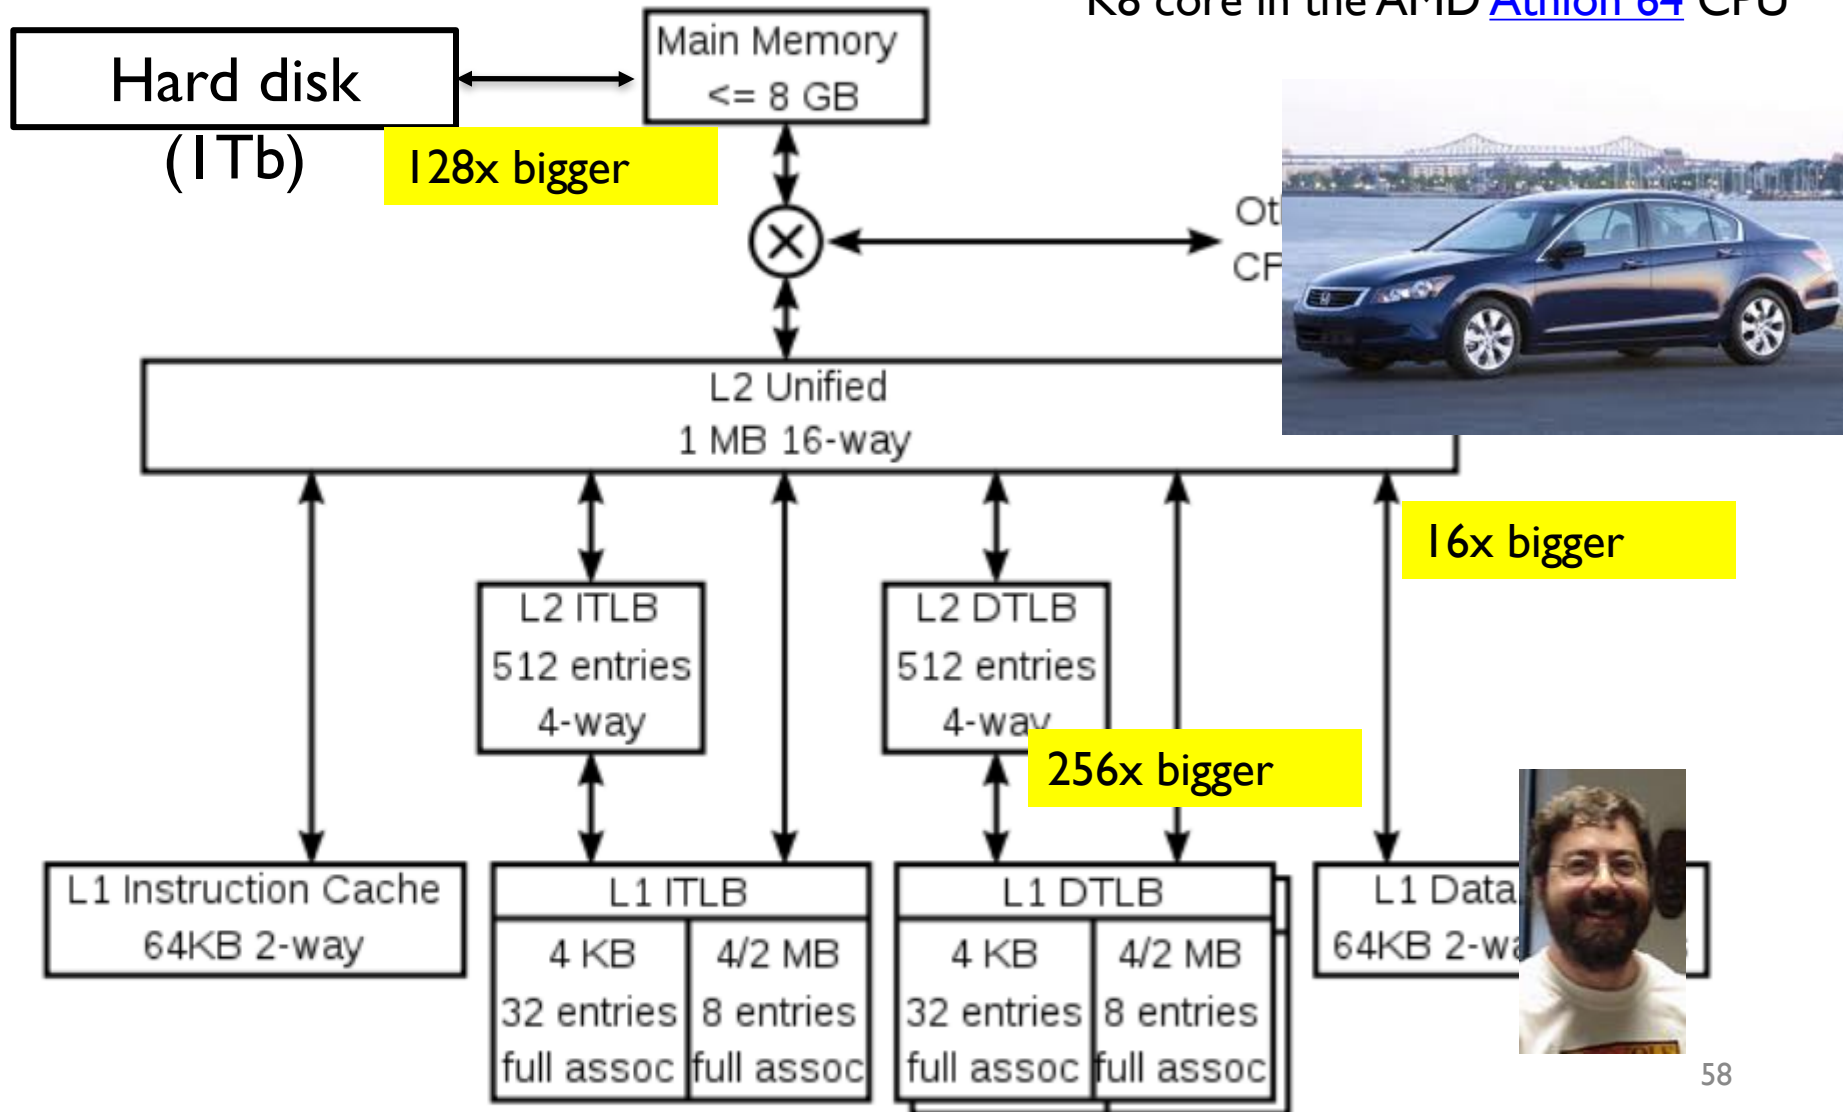 K8 core in the AMD Athlon 64 CPU
Hard disk
(1Tb)
128x bigger
Main Memory
<= 8 GB
L2 Unified
1 MB 16-way
16x bigger
L2 ITLB
512 entries
4-way
L2 DTLB
512 entries
4-way
256x bigger
L1 Instruction Cache
64KB 2-way
L1 ITLB
4 KB
32 entries
full assoc
4/2 MB
8 entries
full assoc
L1 DTLB
4 KB
32 entries
full assoc
4/2 MB
8 entries
full assoc
L1 Data
64KB
58